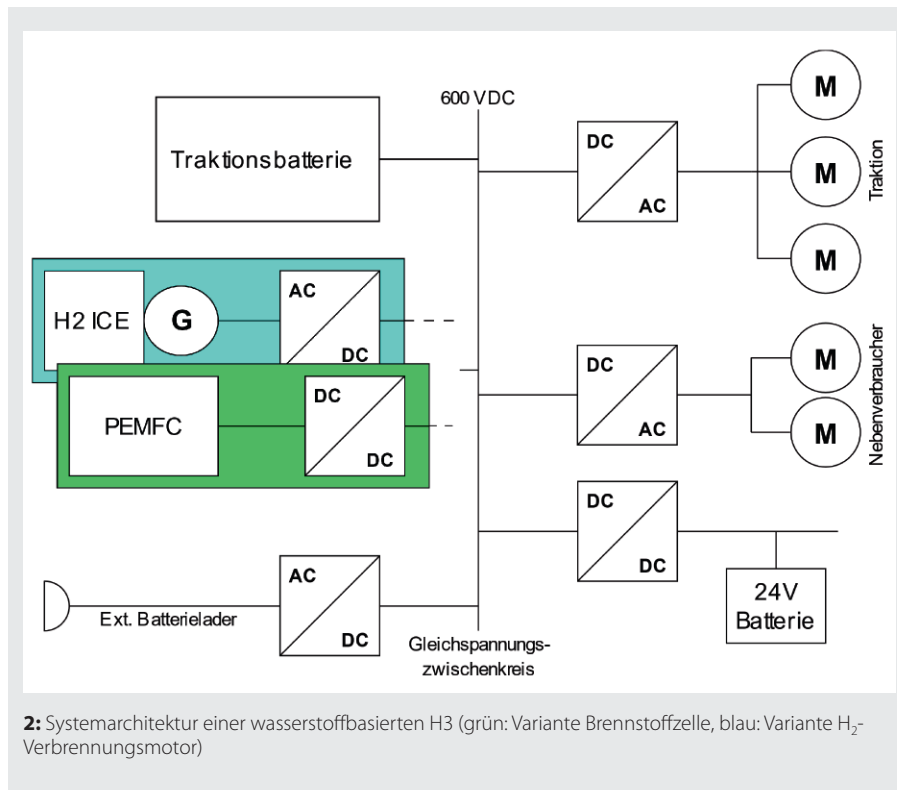 600 VDC
Traktionsbatterie
DC
AC
M
M
M
Traktion
H2 ICE
G
AC
DC
PEMFC
DC
DC
DC
AC
M
M
Nebenverbraucher
DC
DC
24V
Batterie
Ext. Batterielader
AC
DC
Gleichspannungs-
zwischenkreis
2: Systemarchitektur einer wasserstoffbasierten H3 (grün: Variante Brennstoffzelle, blau: Variante H₂-
Verbrennungsmotor)